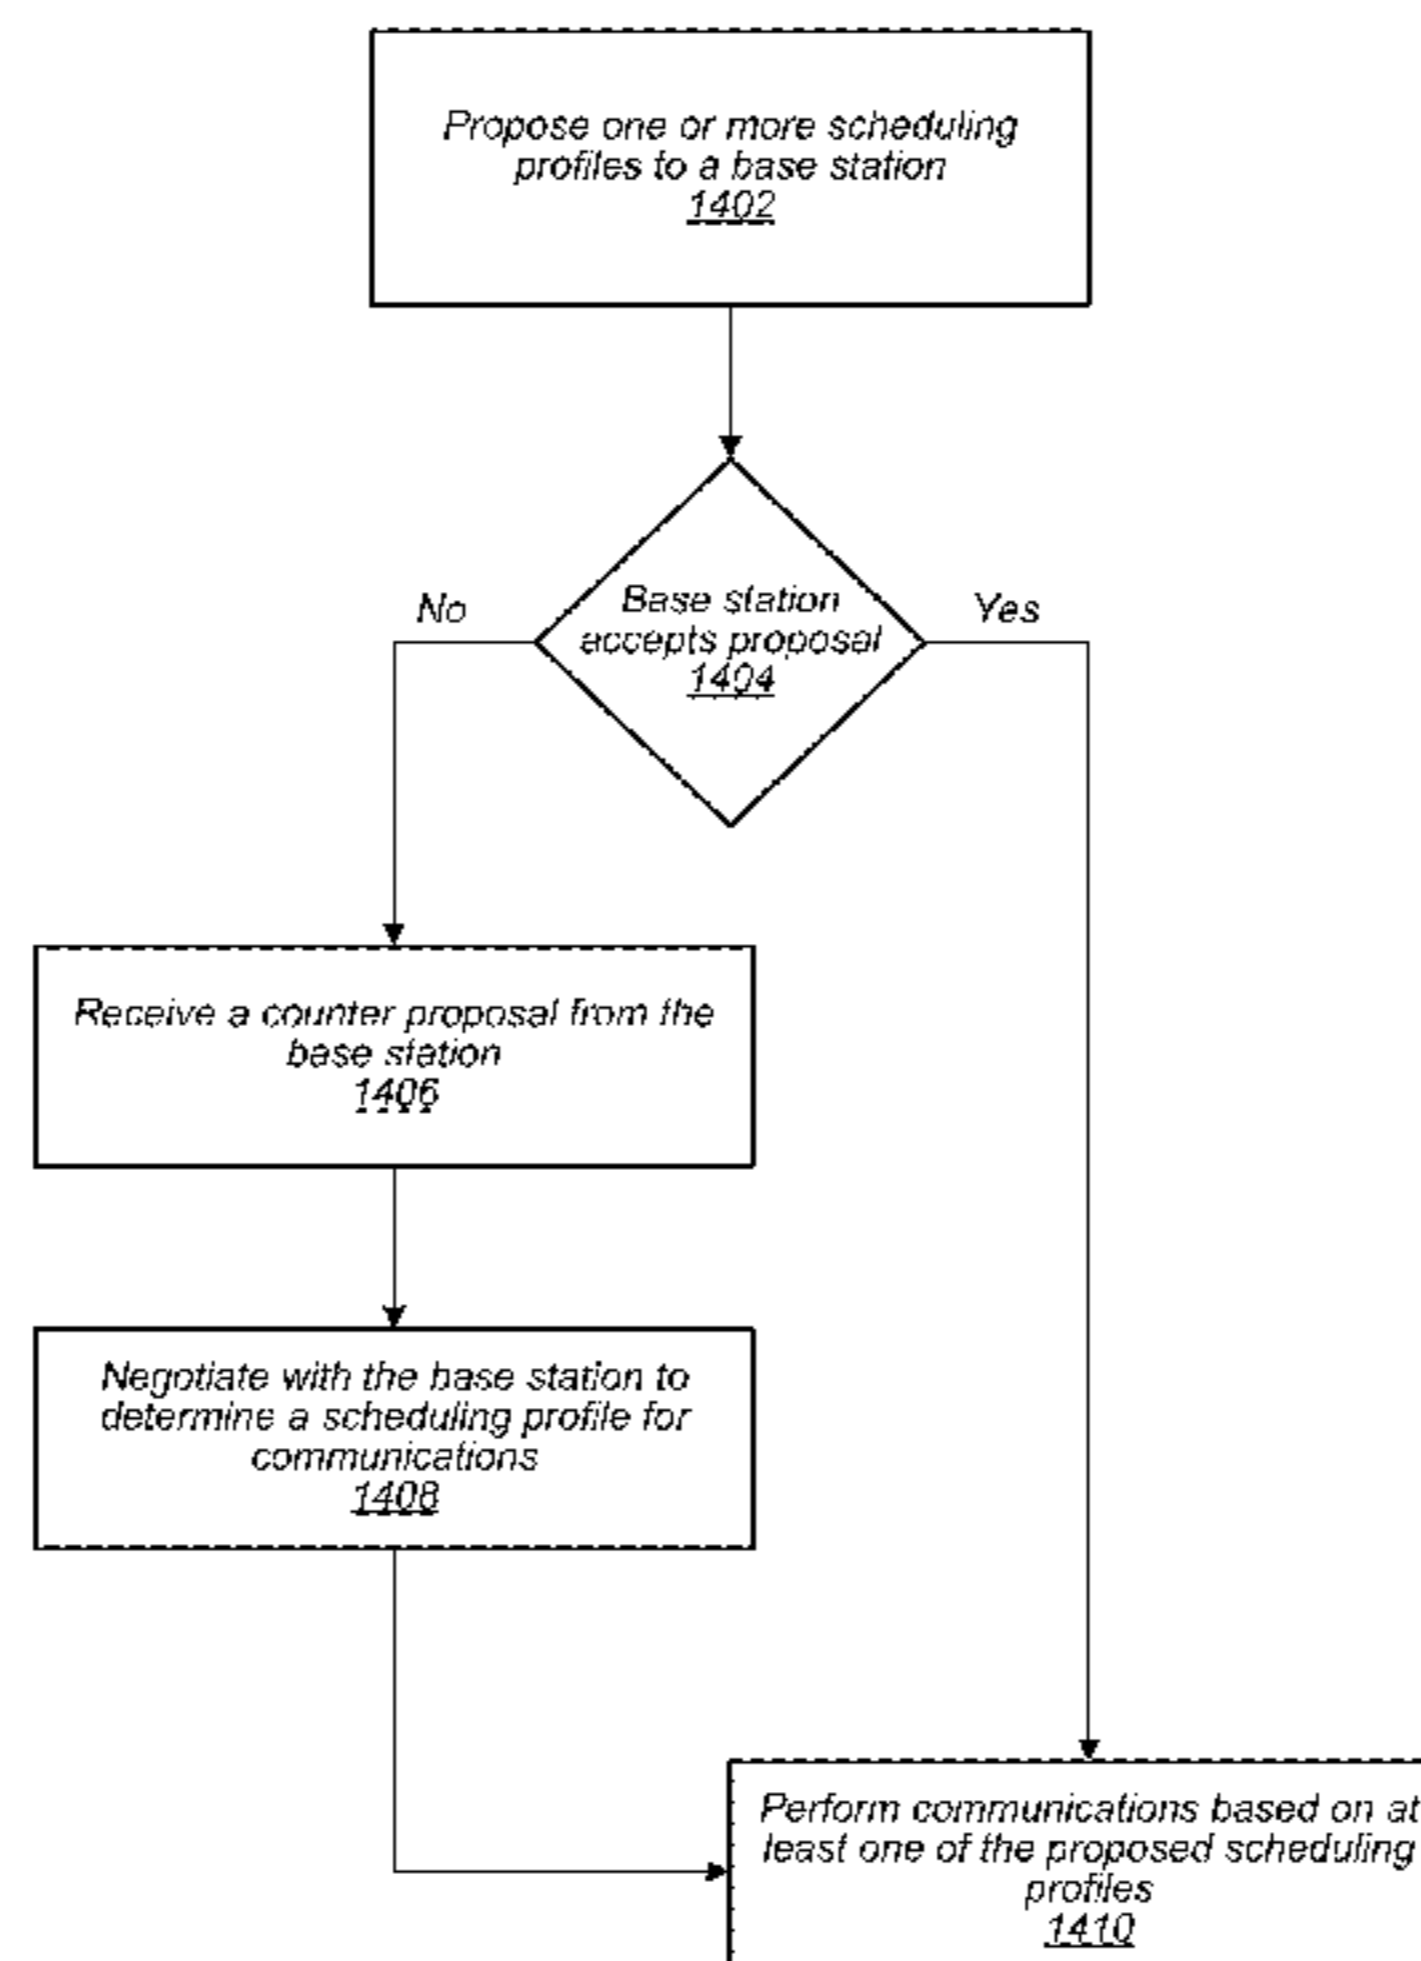 Propose one or more scheduling
profiles to a base station
1402
No
Base station
accepts proposal
1404
Yes
Receive a counter proposal from the
base station
1406
Negotiate with the base station to
determine a scheduling profile for
communications
1408
Perform communications based on at
least one of the proposed scheduling
profiles
1410